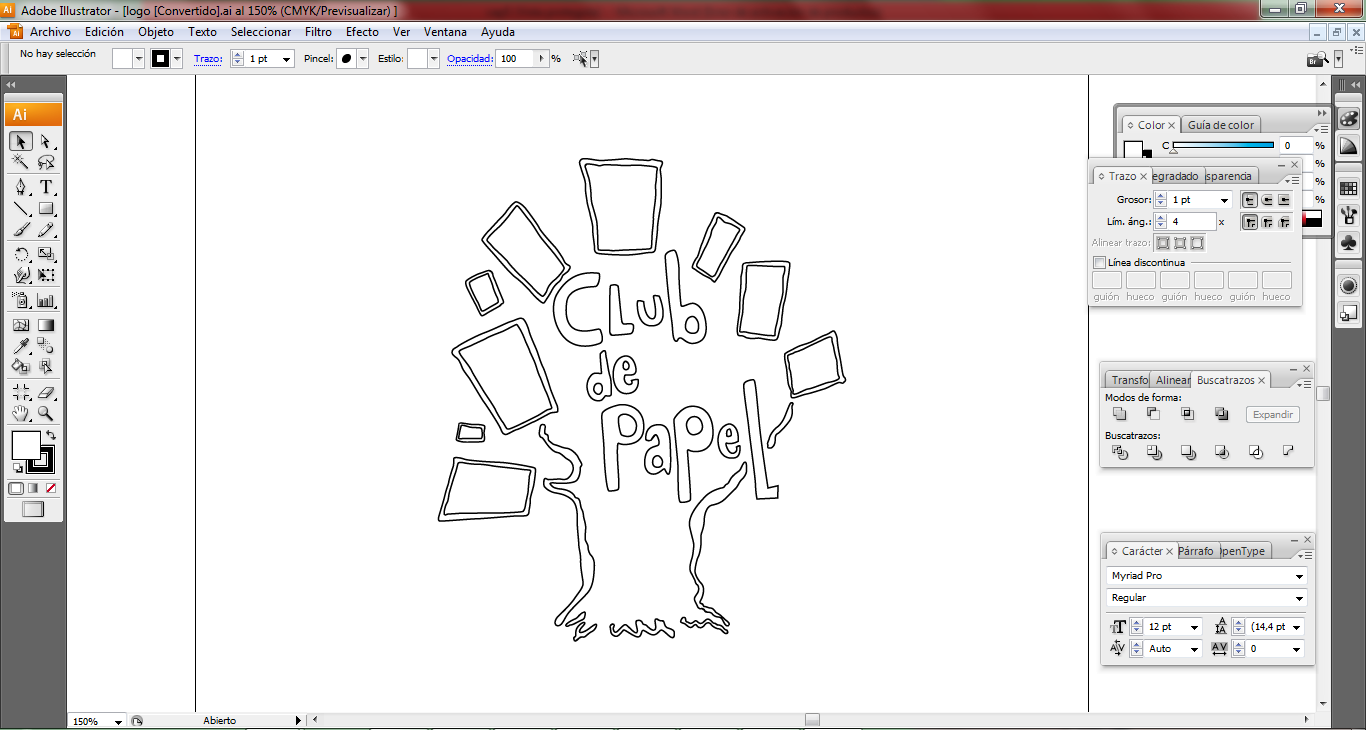 Adobe Illustrator - [logo [Convertido].ai al 150% (CMYK/Previsualizar) ]
Archivo Edición Objeto Texto Seleccionar Filtro Efecto Ver Ventana Ayuda
No hay selección Trazo: 1 pt Pincel: Estilo: Opacidad: 100 %
Ai
Color Guía de color
C 0 %
%
%
%
Trazo egradado sparencia
Grosor: 1 pt
Lím. áng.: 4 x
Alinear trazo:
Línea discontinua
guión hueco guión hueco guión hueco
Club
de
Papel
Transfo Alinear Buscatrazos
Modos de forma:
Expandir
Buscatrazos:
Carácter Párrafo OpenType
Myriad Pro
Regular
12 pt (14,4 pt
Auto 0
150% Abierto